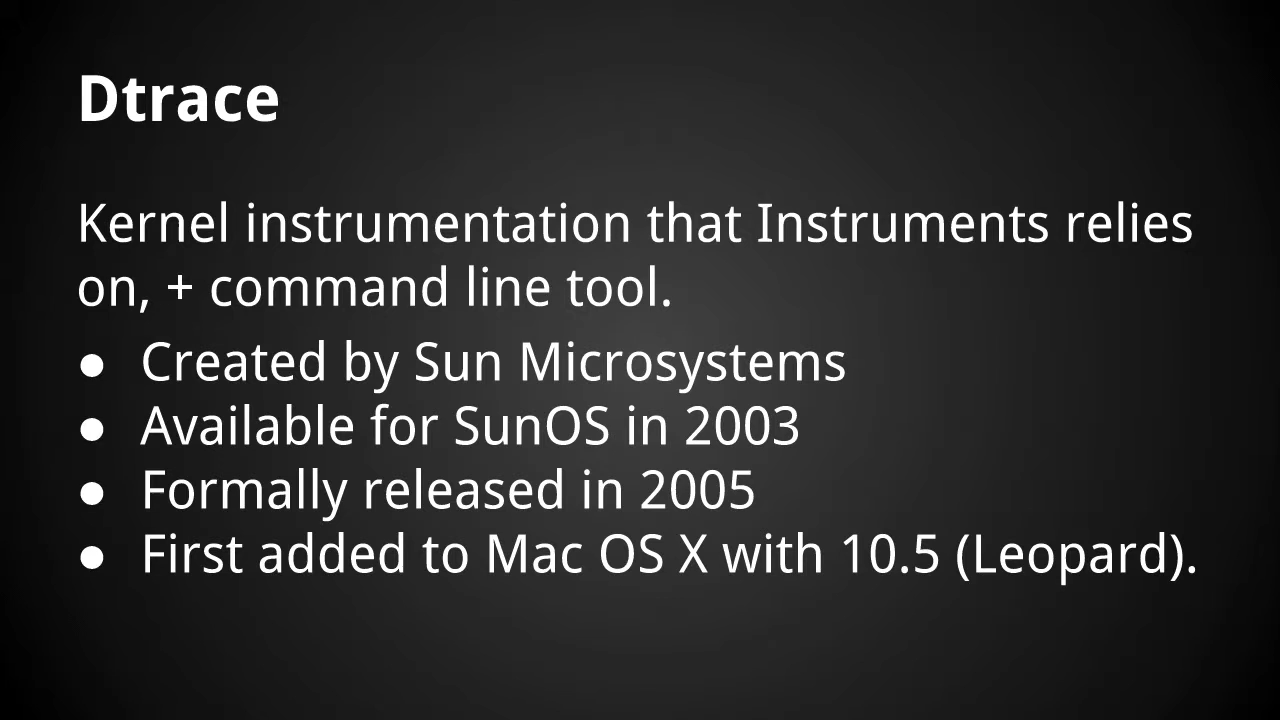 Dtrace
Kernel instrumentation that Instruments relies
on, + command line tool.
● Created by Sun Microsystems
● Available for SunOS in 2003
● Formally released in 2005
● First added to Mac OS X with 10.5 (Leopard).